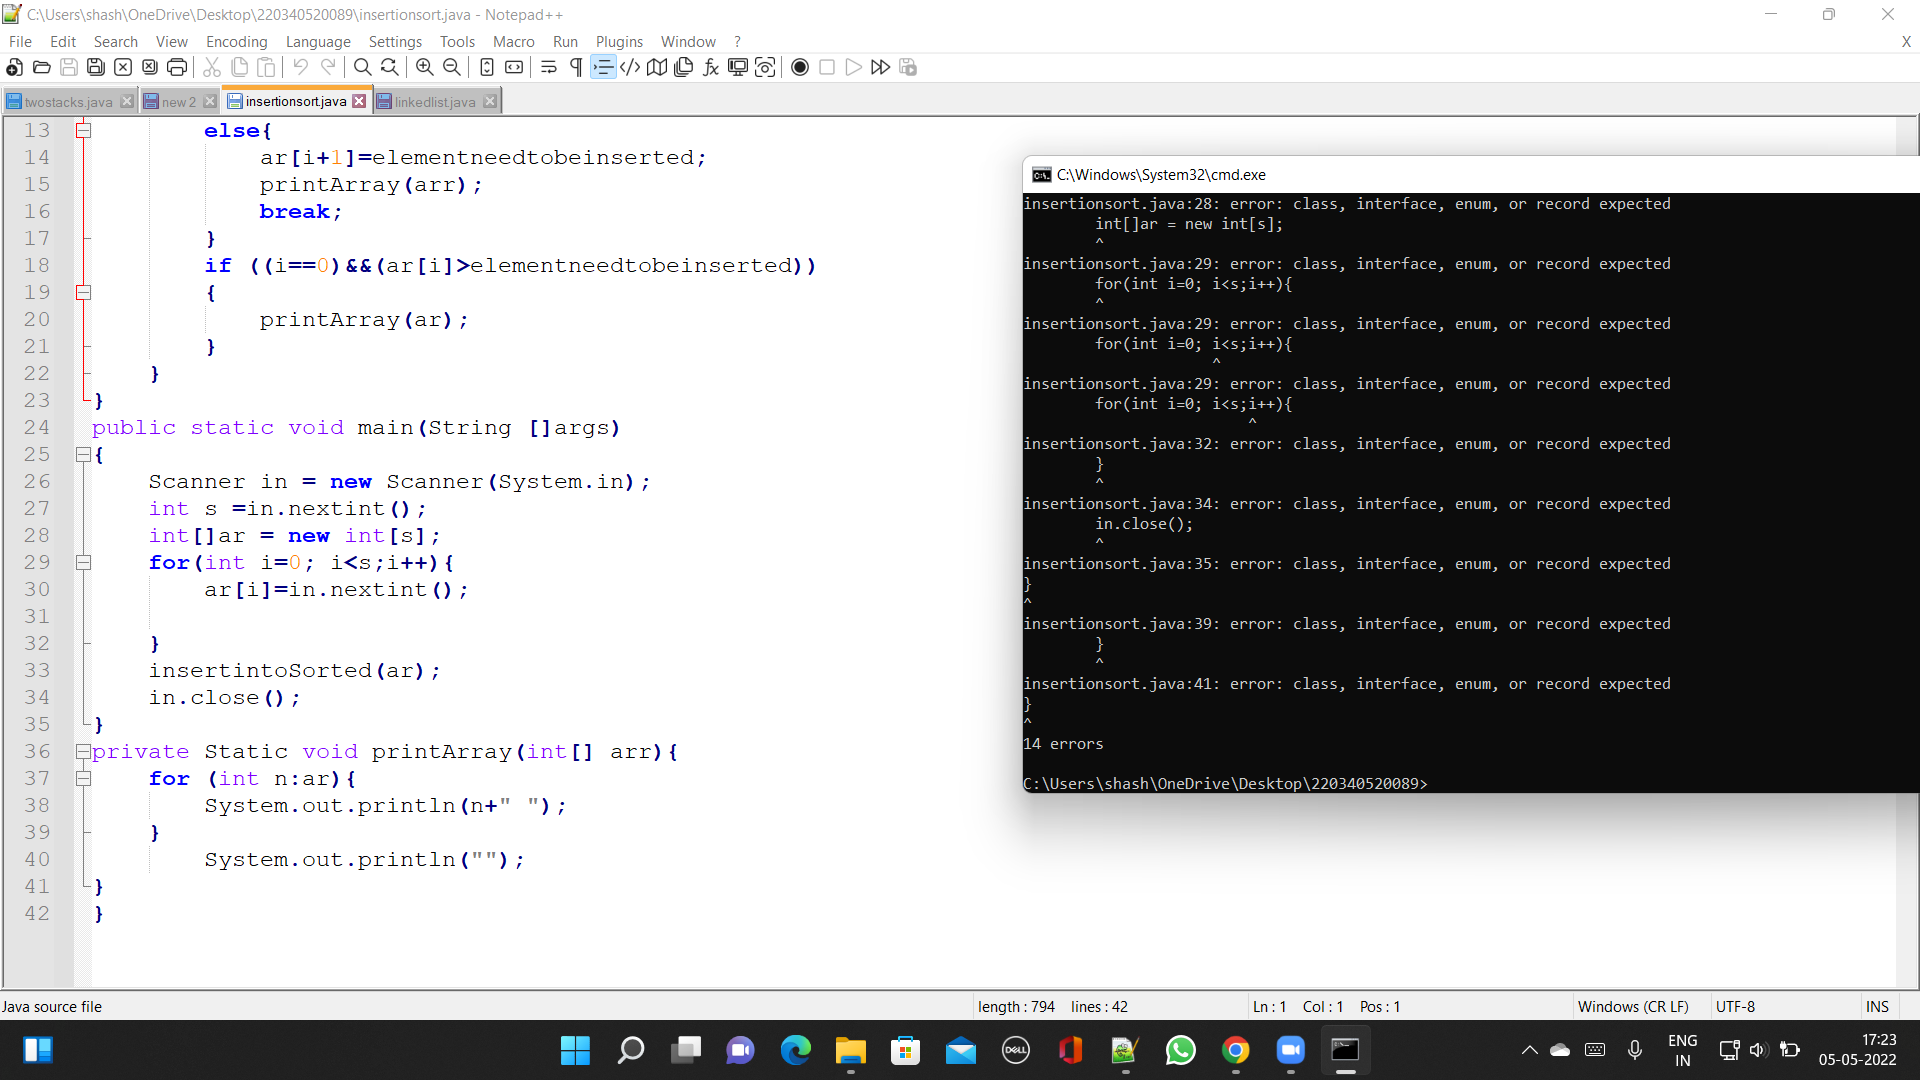 C:\Users\shash\OneDrive\Desktop\220340520089\insertionsort.java - Notepad++
File Edit Search View Encoding Language Settings Tools Macro Run Plugins Window ? X
twostacks.java new 2 insertionsort.java linkedlist.java
13 else{
14 ar[i+1]=elementneedtobeinserted;
15 printArray(arr);
16 break;
17 }
18 if ((i==0)&&(ar[i]>elementneedtobeinserted))
19 {
20 printArray(ar);
21 }
22 }
23 }
24 public static void main(String []args)
25 {
26 Scanner in = new Scanner(System.in);
27 int s =in.nextint();
28 int[]ar = new int[s];
29 for(int i=0; i<s;i++){
30 ar[i]=in.nextint();
31
32 }
33 insertintoSorted(ar);
34 in.close();
35 }
36 private Static void printArray(int[] arr){
37 for (int n:ar){
38 System.out.println(n+" ");
39 }
40 System.out.println("");
41 }
42 }
C:\Windows\System32\cmd.exe
insertionsort.java:28: error: class, interface, enum, or record expected
int[]ar = new int[s];
^
insertionsort.java:29: error: class, interface, enum, or record expected
for(int i=0; i<s;i++){
^
insertionsort.java:29: error: class, interface, enum, or record expected
for(int i=0; i<s;i++){
^
insertionsort.java:29: error: class, interface, enum, or record expected
for(int i=0; i<s;i++){
^
insertionsort.java:32: error: class, interface, enum, or record expected
}
^
insertionsort.java:34: error: class, interface, enum, or record expected
in.close();
^
insertionsort.java:35: error: class, interface, enum, or record expected
}
^
insertionsort.java:39: error: class, interface, enum, or record expected
}
^
insertionsort.java:41: error: class, interface, enum, or record expected
}
^
14 errors
C:\Users\shash\OneDrive\Desktop\220340520089>
Java source file length : 794 lines : 42 Ln : 1 Col : 1 Pos : 1 Windows (CR LF) UTF-8 INS
DELL
ENG
IN
17:23
05-05-2022